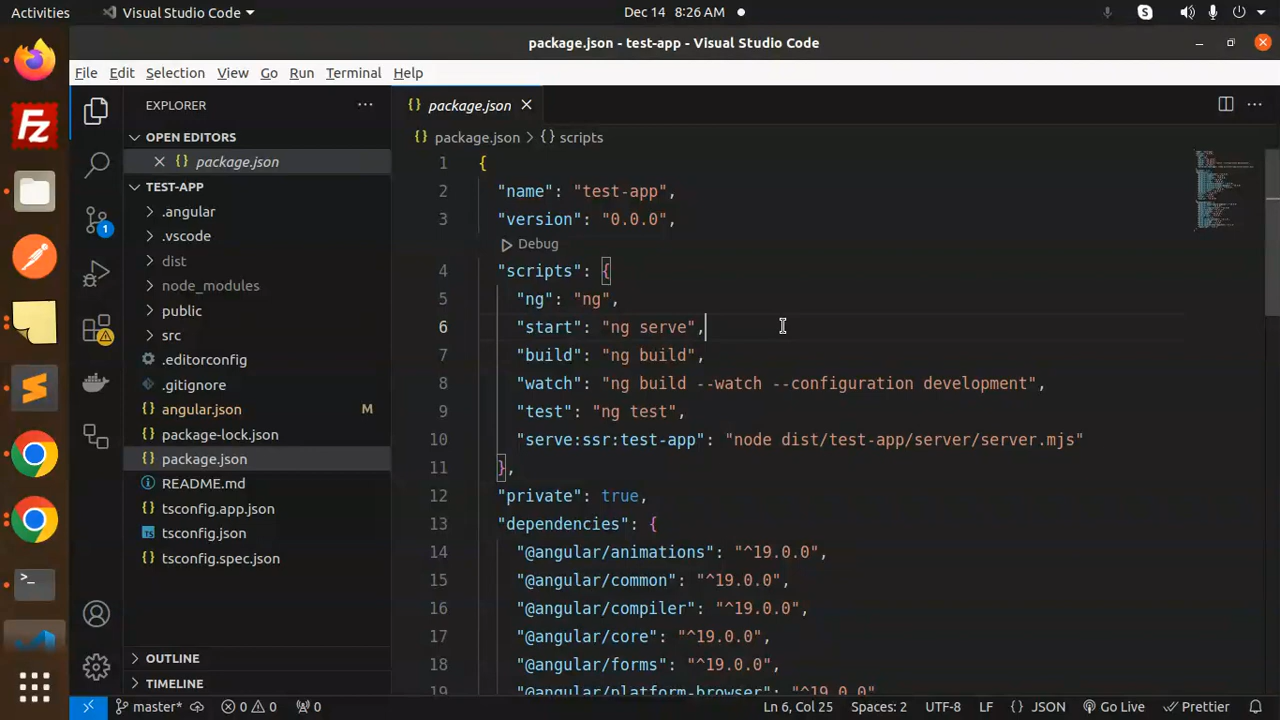 Activities Visual Studio Code Dec 14 8:26 AM
package.json - test-app - Visual Studio Code
File Edit Selection View Go Run Terminal Help
EXPLORER
OPEN EDITORS
package.json
TEST-APP
.angular
.vscode
dist
node_modules
public
src
.editorconfig
.gitignore
angular.json M
package-lock.json
package.json
README.md
tsconfig.app.json
tsconfig.json
tsconfig.spec.json
OUTLINE
TIMELINE
package.json
package.json > {} scripts
1 {
2 "name": "test-app",
3 "version": "0.0.0",
Debug
4 "scripts": {
5 "ng": "ng",
6 "start": "ng serve",
7 "build": "ng build",
8 "watch": "ng build --watch --configuration development",
9 "test": "ng test",
10 "serve:ssr:test-app": "node dist/test-app/server/server.mjs"
11 },
12 "private": true,
13 "dependencies": {
14 "@angular/animations": "^19.0.0",
15 "@angular/common": "^19.0.0",
16 "@angular/compiler": "^19.0.0",
17 "@angular/core": "^19.0.0",
18 "@angular/forms": "^19.0.0",
19 "@angular/platform-browser": "^19.0.0"
master* 0 0 0 Ln 6, Col 25 Spaces: 2 UTF-8 LF {} JSON Go Live Prettier